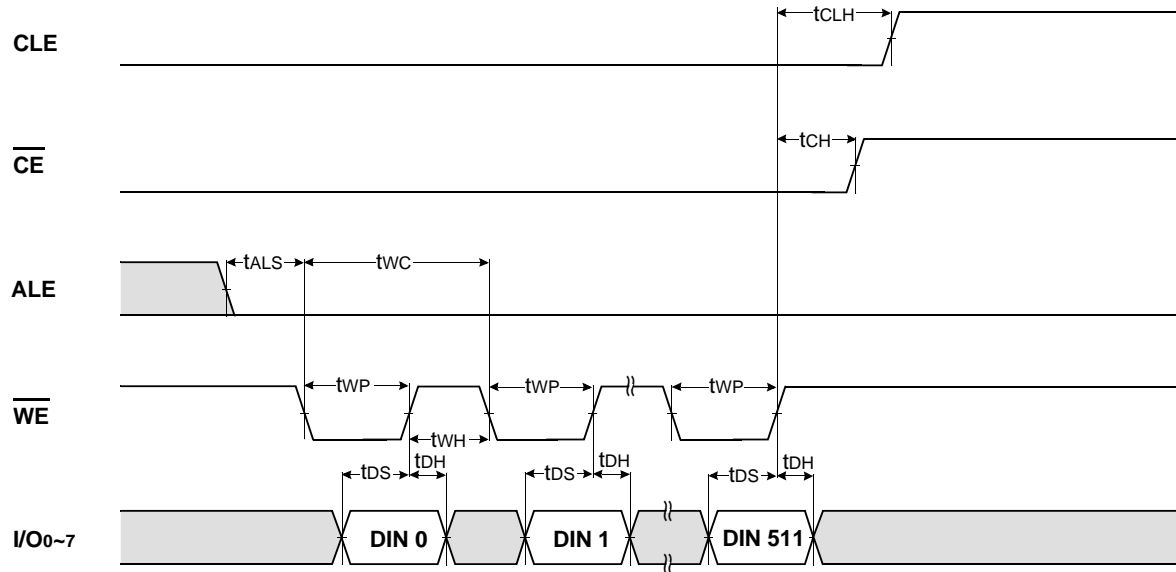 CLE
tCLH
CE
tCH
ALE
tALS
tWC
WE
tWP
tWP
tWP
tWH
tDS
tDH
tDS
tDH
tDS
tDH
I/O0~7
DIN 0
DIN 1
DIN 511